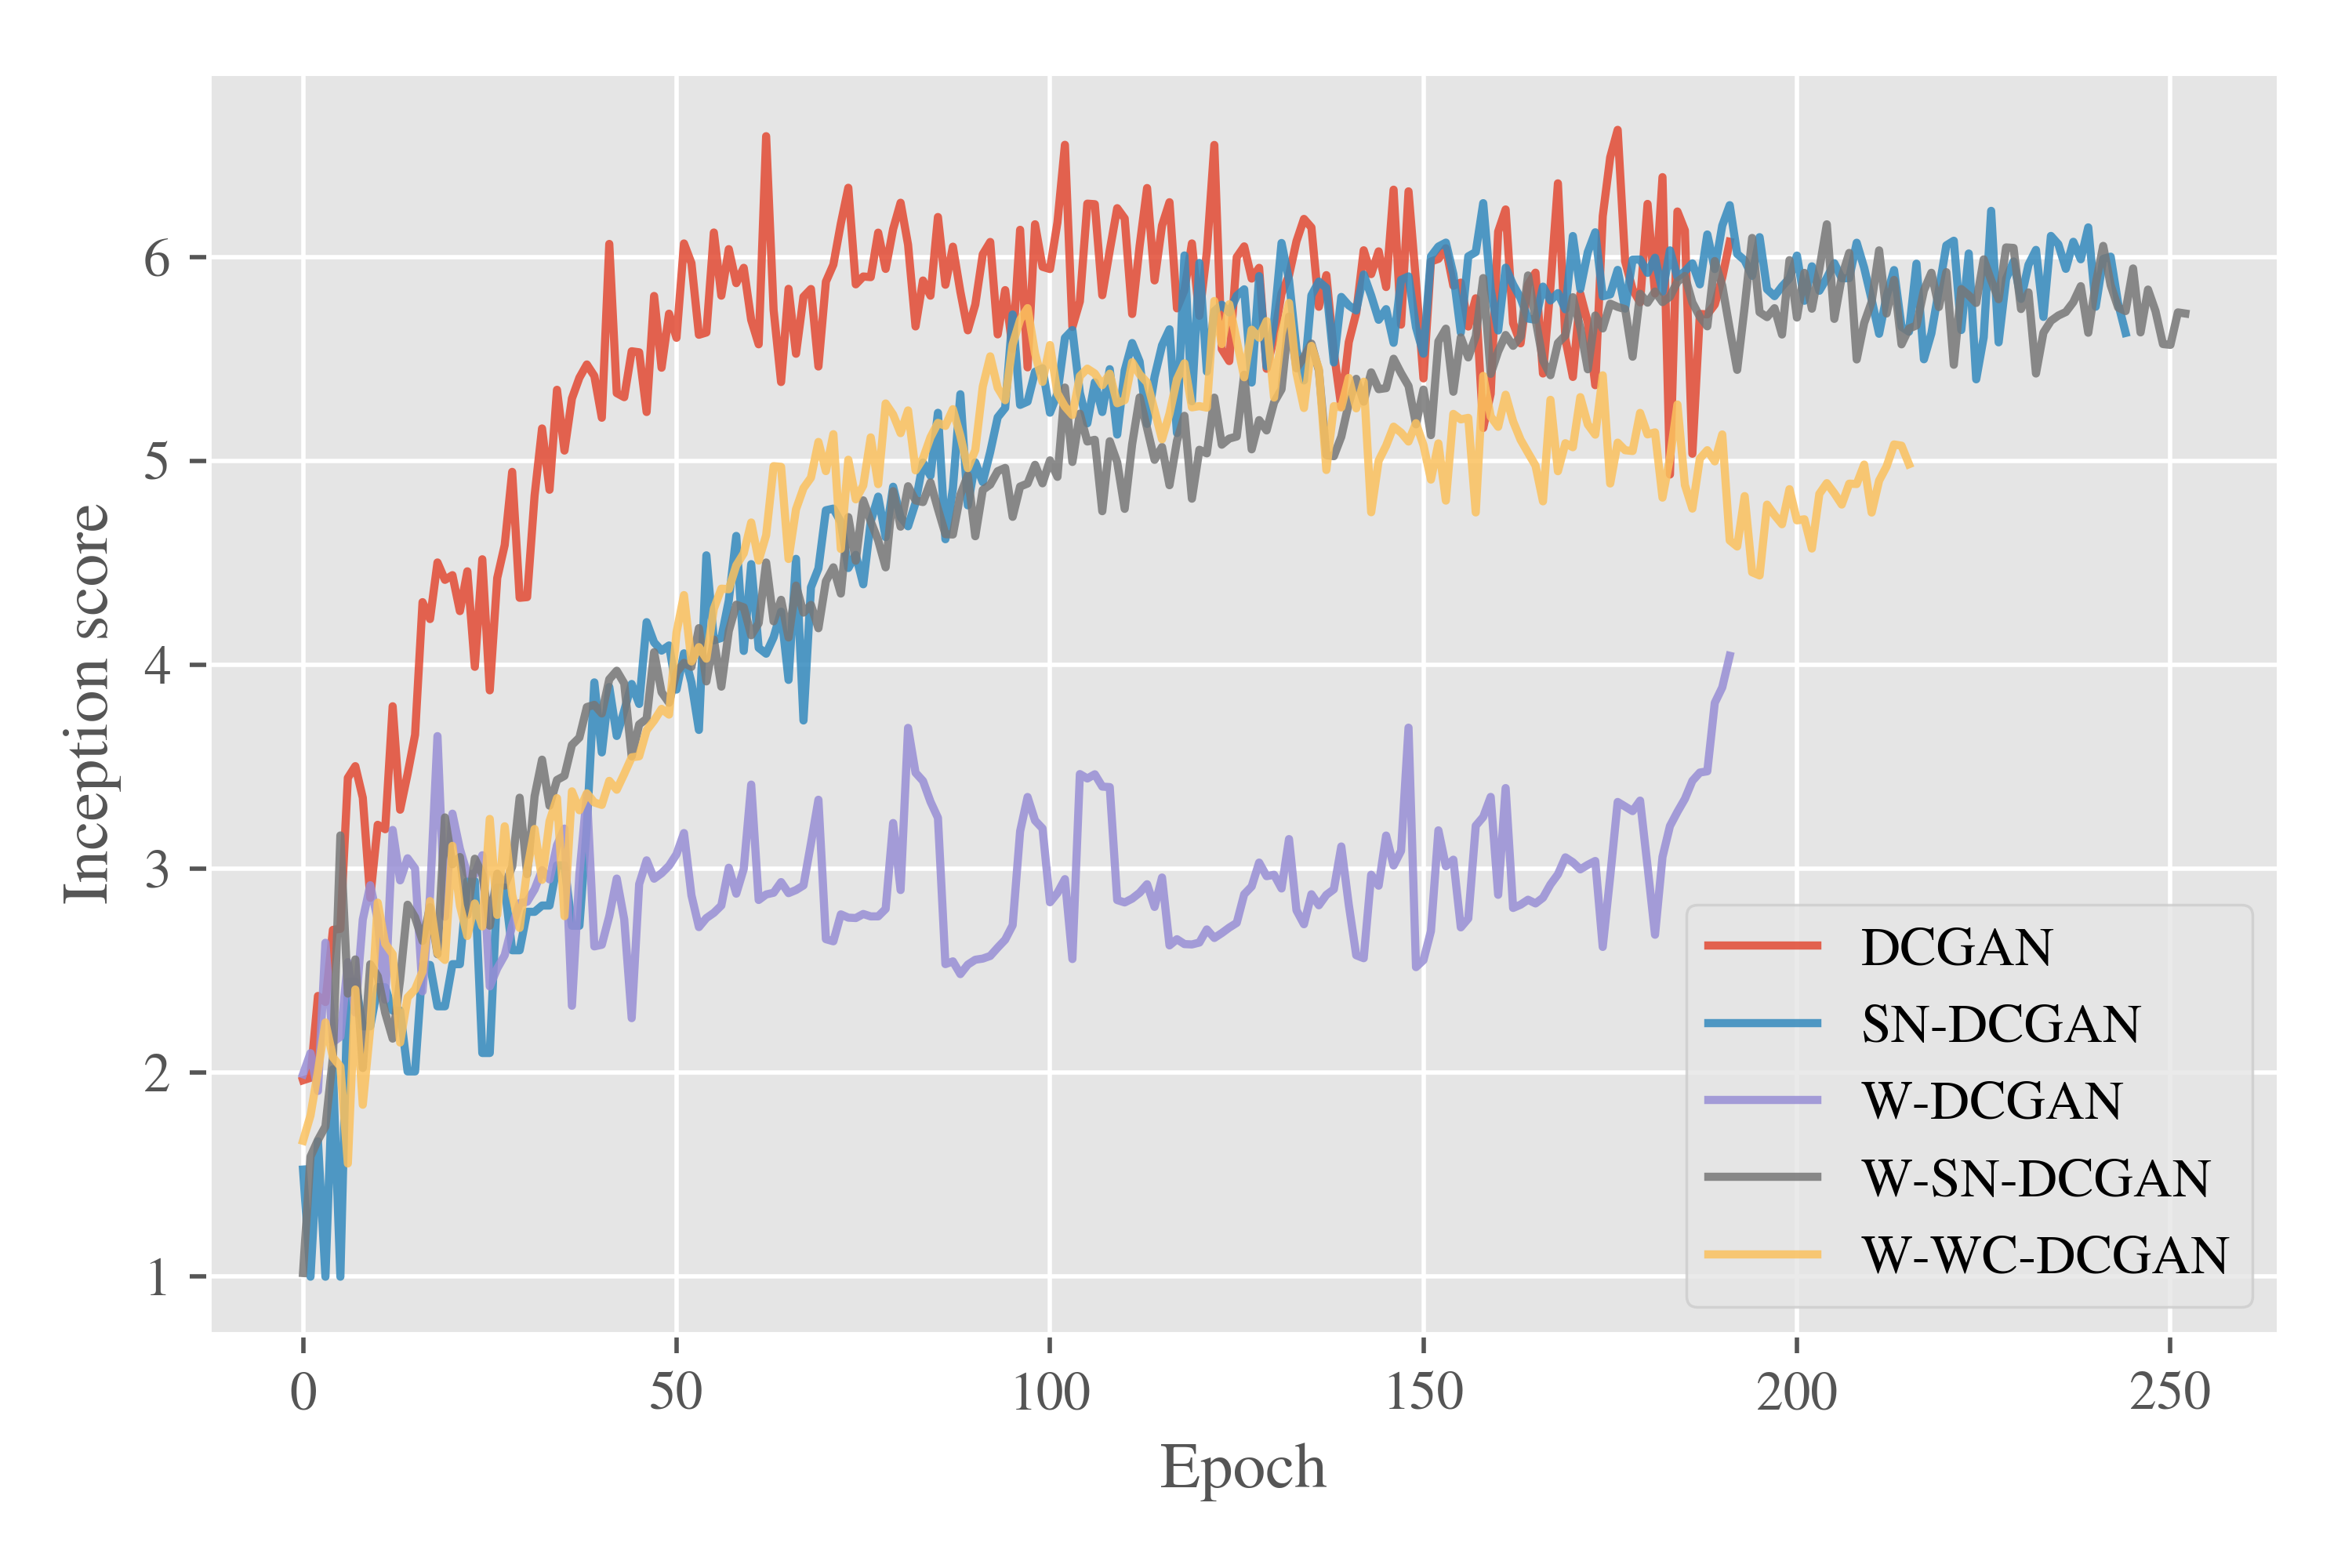 Inception score
6
5
4
3
2
1
0 50 100 150 200 250
Epoch
DCGAN
SN-DCGAN
W-DCGAN
W-SN-DCGAN
W-WC-DCGAN